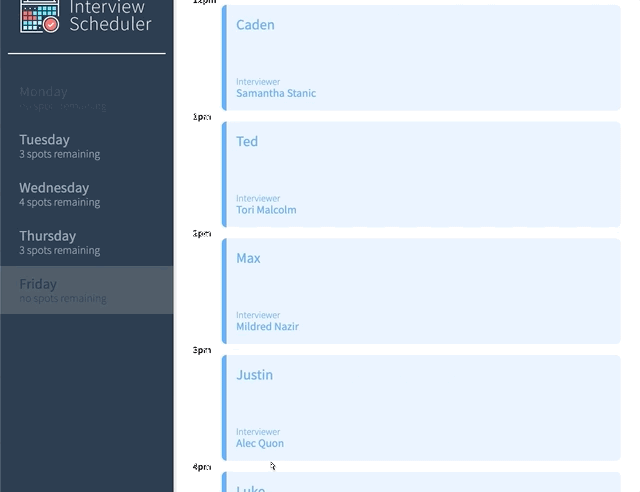 Interview
Scheduler
Monday
no spots remaining
Tuesday
3 spots remaining
Wednesday
4 spots remaining
Thursday
3 spots remaining
Friday
no spots remaining
12pm
Caden
Interviewer
Samantha Stanic
1pm
Ted
Interviewer
Tori Malcolm
2pm
Max
Interviewer
Mildred Nazir
3pm
Justin
Interviewer
Alec Quon
4pm
Luke